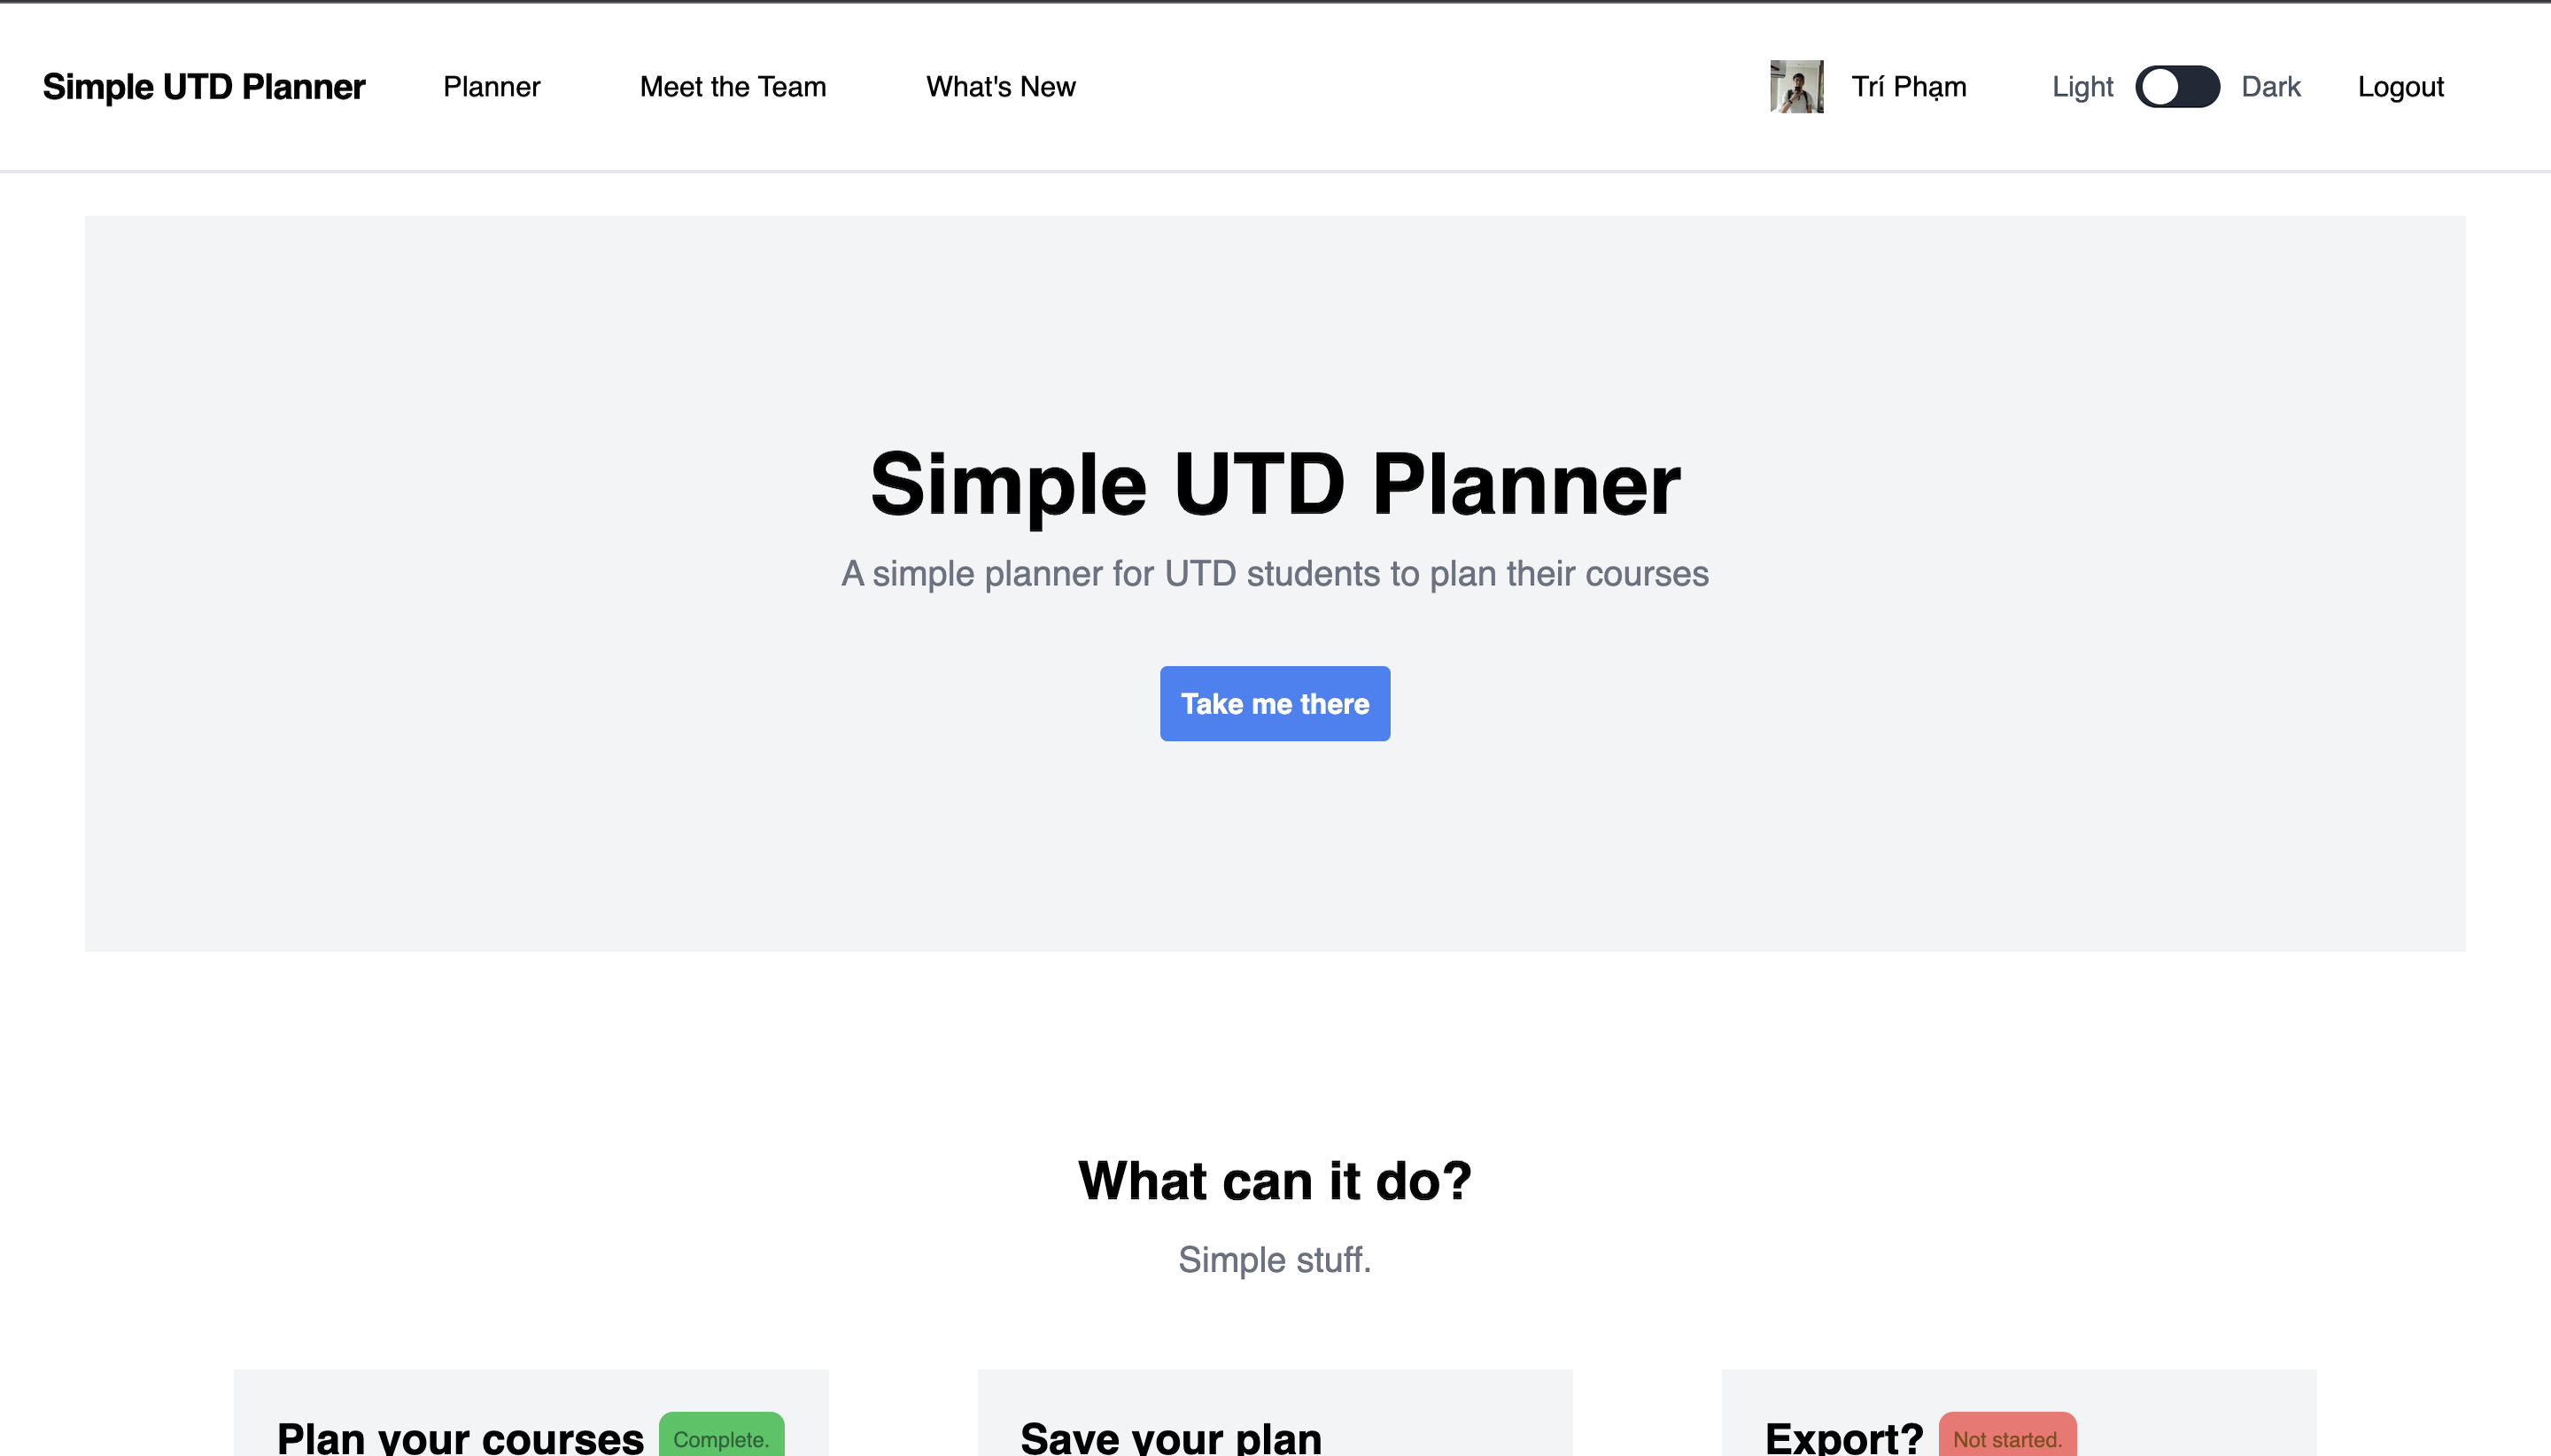 Simple UTD Planner Planner Meet the Team What's New Trí Phạm Light Dark Logout
Simple UTD Planner
A simple planner for UTD students to plan their courses
Take me there
What can it do?
Simple stuff.
Plan your courses Complete. Save your plan Export? Not started.